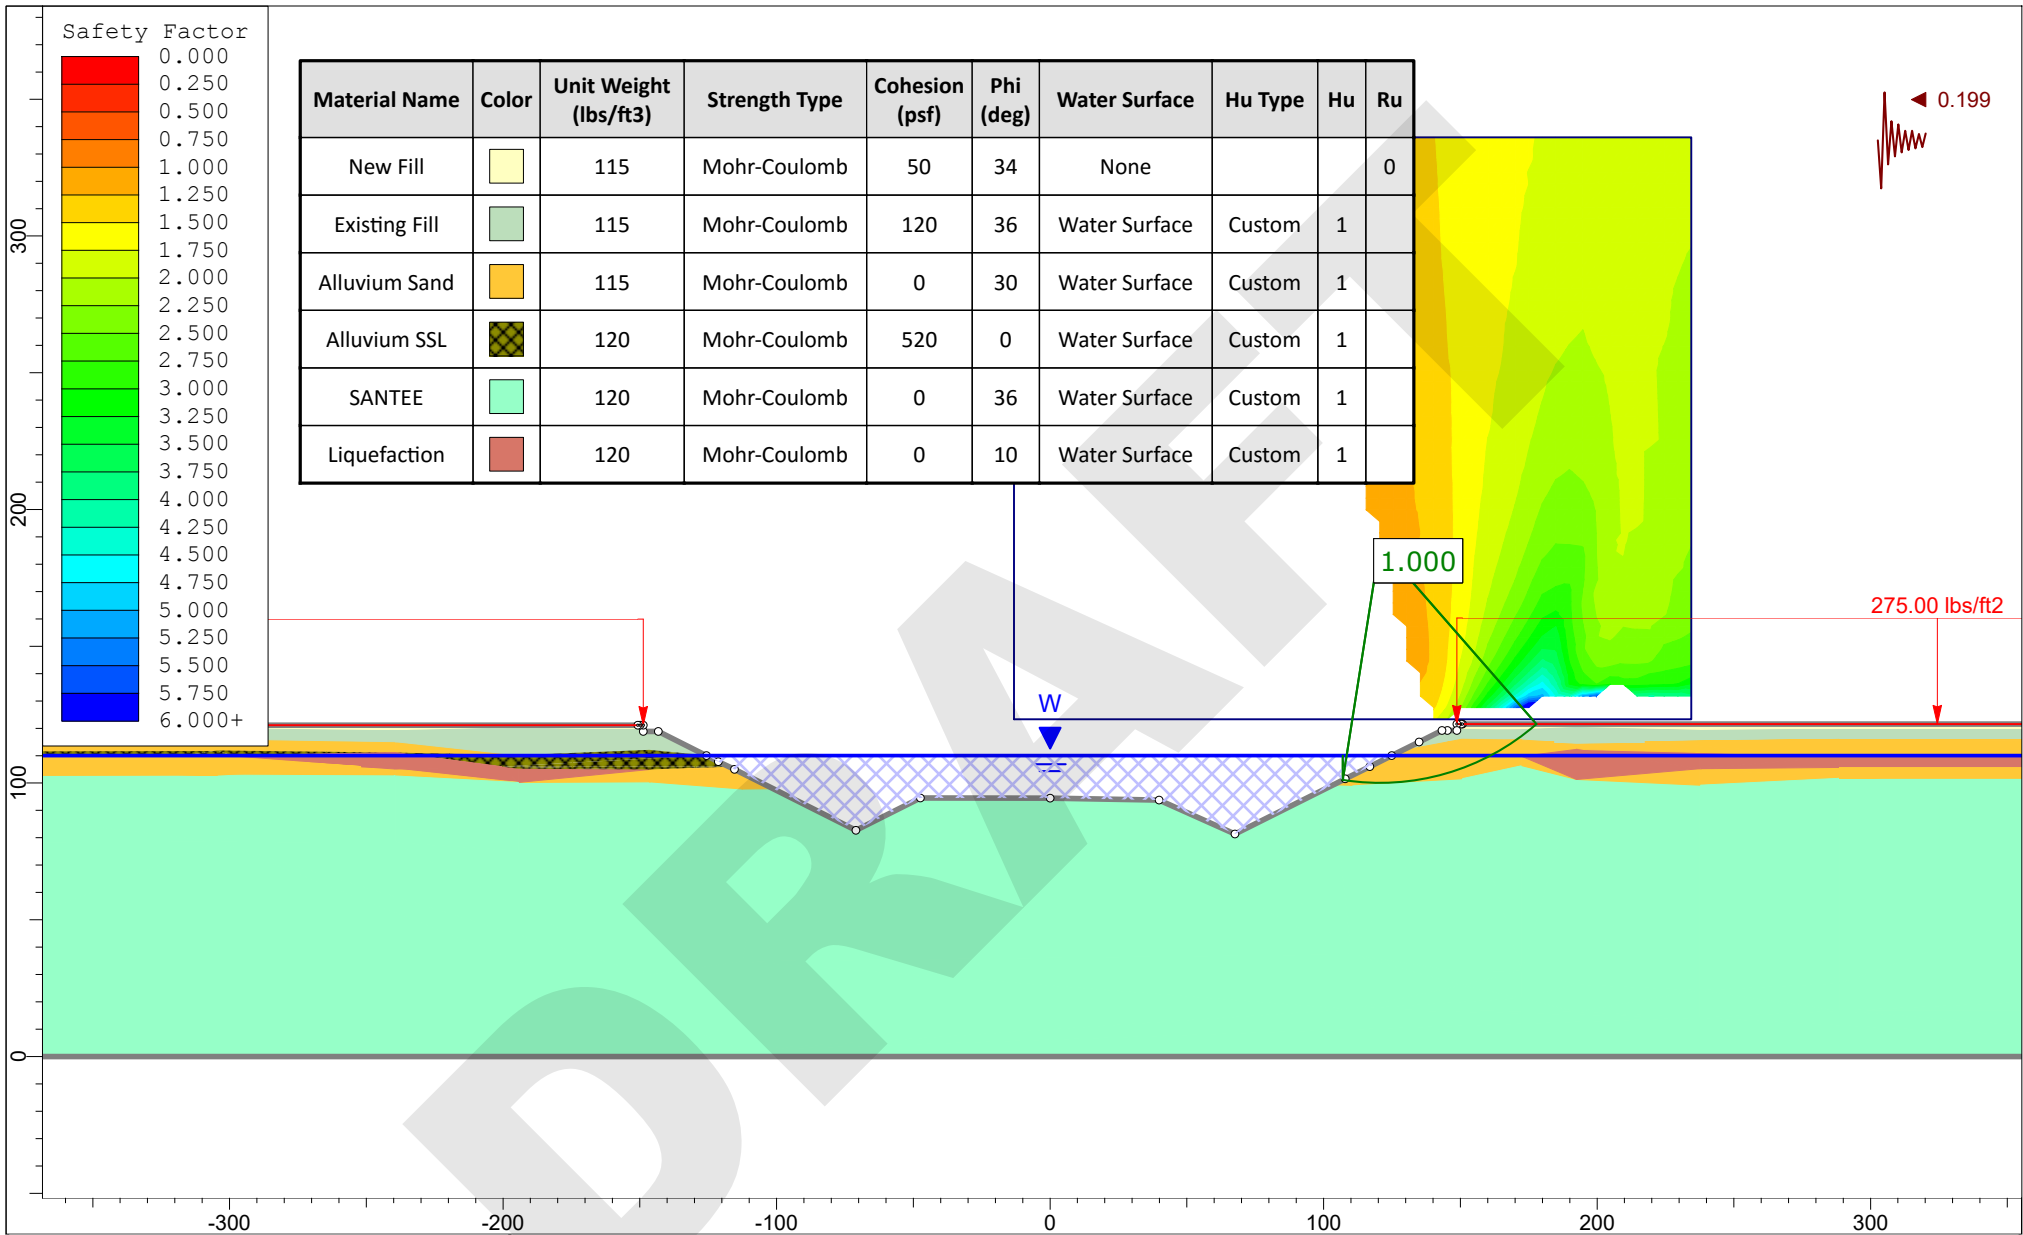 Safety Factor
0.000
0.250
0.500
0.750
1.000
1.250
1.500
1.750
2.000
2.250
2.500
2.750
3.000
3.250
3.500
3.750
4.000
4.250
4.500
4.750
5.000
5.250
5.500
5.750
6.000+
Material Name Color Unit Weight (lbs/ft3) Strength Type Cohesion (psf) Phi (deg) Water Surface Hu Type Hu Ru
New Fill 115 Mohr-Coulomb 50 34 None 0
Existing Fill 115 Mohr-Coulomb 120 36 Water Surface Custom 1
Alluvium Sand 115 Mohr-Coulomb 0 30 Water Surface Custom 1
Alluvium SSL 120 Mohr-Coulomb 520 0 Water Surface Custom 1
SANTEE 120 Mohr-Coulomb 0 36 Water Surface Custom 1
Liquefaction 120 Mohr-Coulomb 0 10 Water Surface Custom 1
0.199
1.000
275.00 lbs/ft2
W
DRAFT
300
200
100
0
-300 -200 -100 0 100 200 300